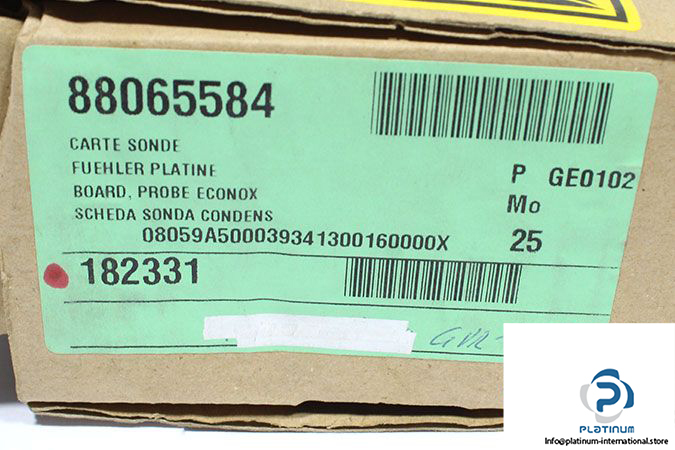 88065584
CARTE SONDE
FUEHLER PLATINE
BOARD, PROBE ECONOX
SCHEDA SONDA CONDENS
P GE0102
Mo
08059A500039341300160000X
25
182331
PLATINUM
Info@platinum-international.store